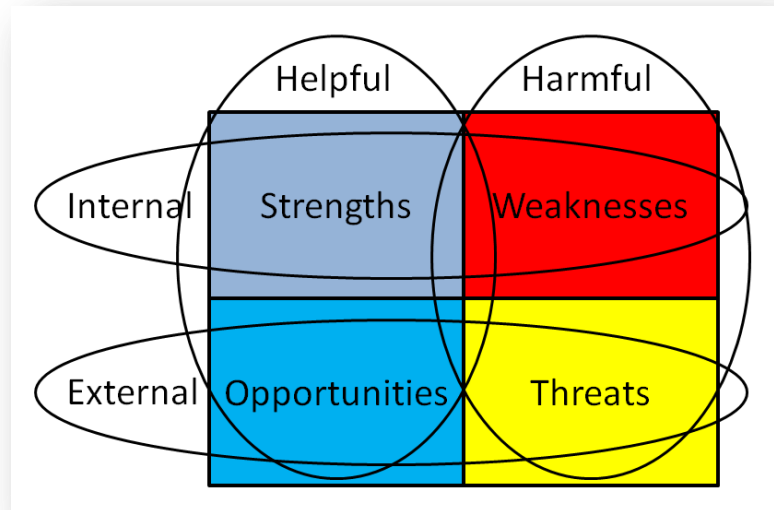 Helpful Harmful
Internal Strengths Weaknesses
External Opportunities Threats